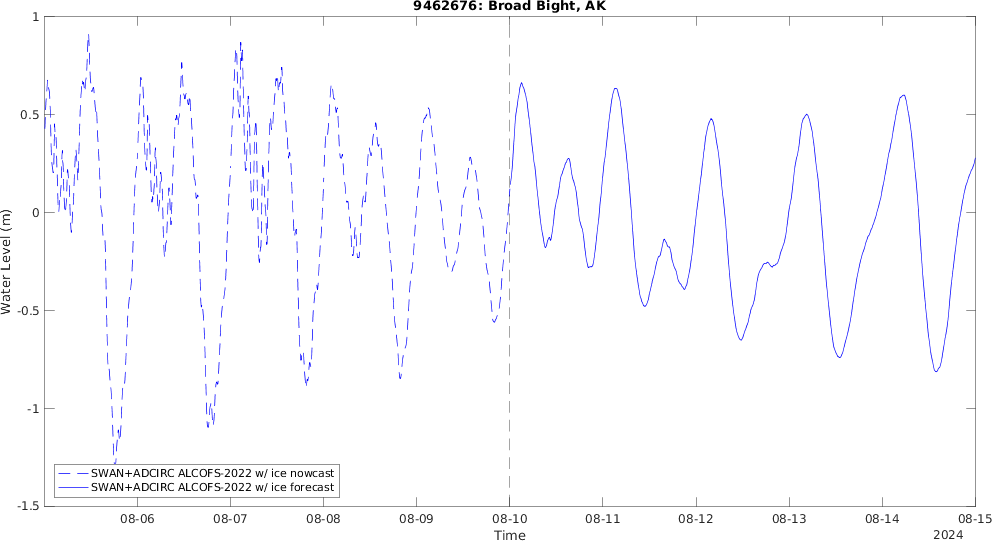 9462676: Broad Bight, AK
Water Level (m)
1
0.5
0
-0.5
-1
-1.5
SWAN+ADCIRC ALCOFS-2022 w/ ice nowcast
SWAN+ADCIRC ALCOFS-2022 w/ ice forecast
08-06 08-07 08-08 08-09 08-10 08-11 08-12 08-13 08-14 08-15
Time
2024